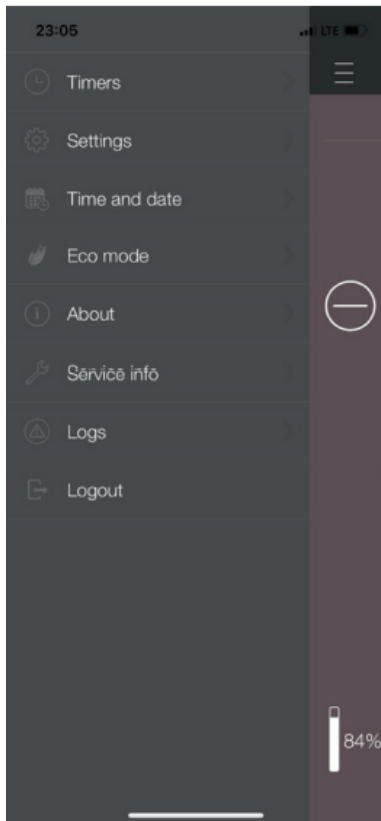 23:05
LTE
Timers
Settings
Time and date
Eco mode
About
Service info
Logs
Logout
84%